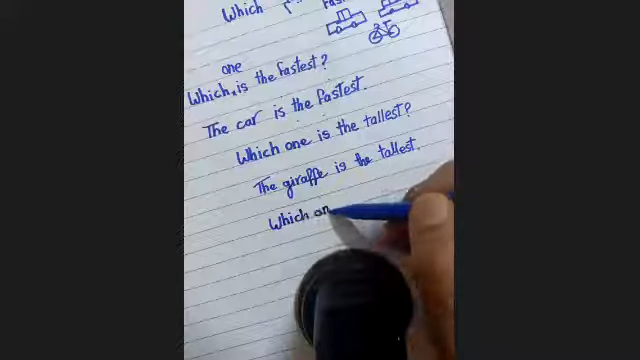 Which
one
Which is the fastest?
The car is the fastest.
Which one is the tallest?
The giraffe is the tallest.
Which on